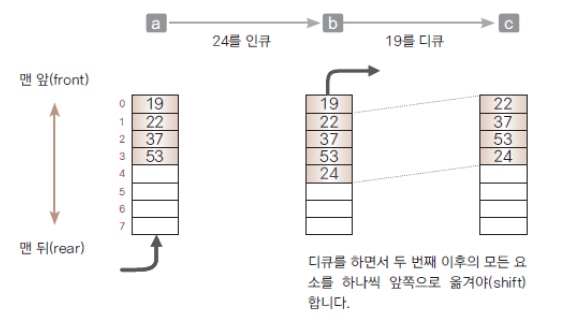 a b c
24를 인큐 19를 디큐
맨 앞(front)
0 19 19 22
1 22 22 37
2 37 37 53
3 53 53 24
4 24
5
6
7
맨 뒤(rear)
디큐를 하면서 두 번째 이후의 모든 요
소를 하나씩 앞쪽으로 옮겨야(shift)
합니다.